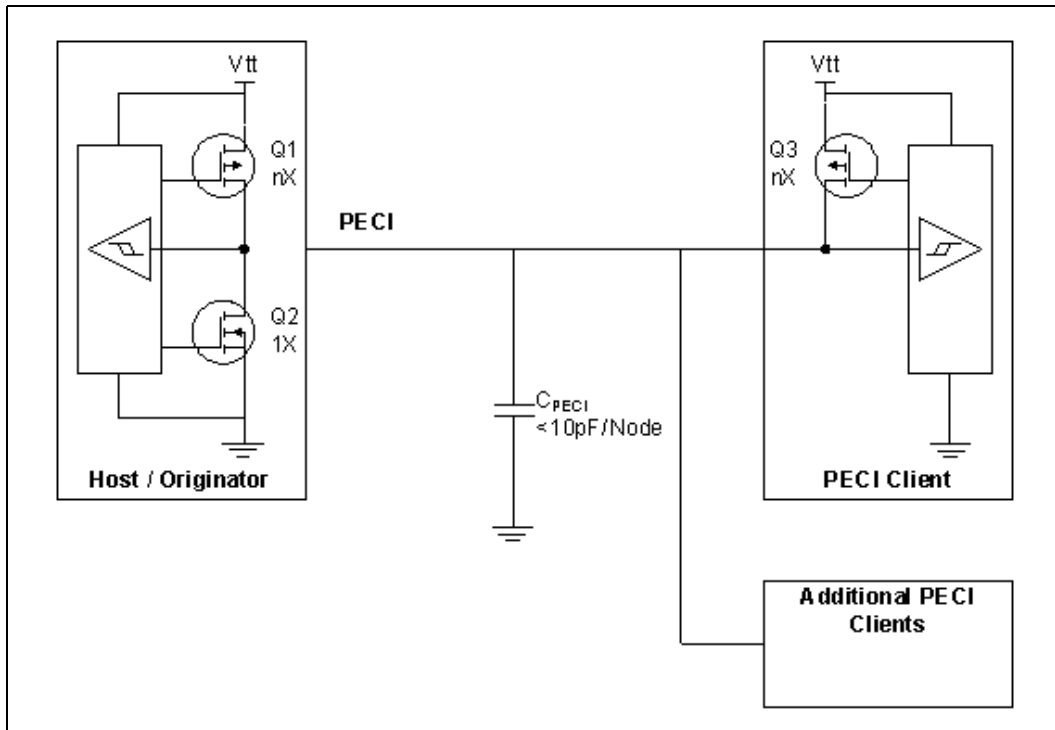 Vtt
Q1
nX
Q2
1X
Host / Originator
PECI
CPECI
<10pF/Node
Vtt
Q3
nX
PECI Client
Additional PECI
Clients